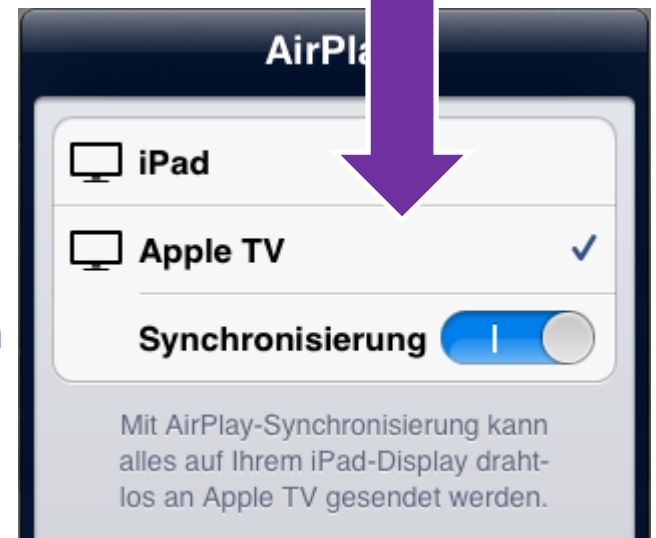 AirPla
iPad
Apple TV
Synchronisierung
Mit AirPlay-Synchronisierung kann
alles auf Ihrem iPad-Display draht-
los an Apple TV gesendet werden.